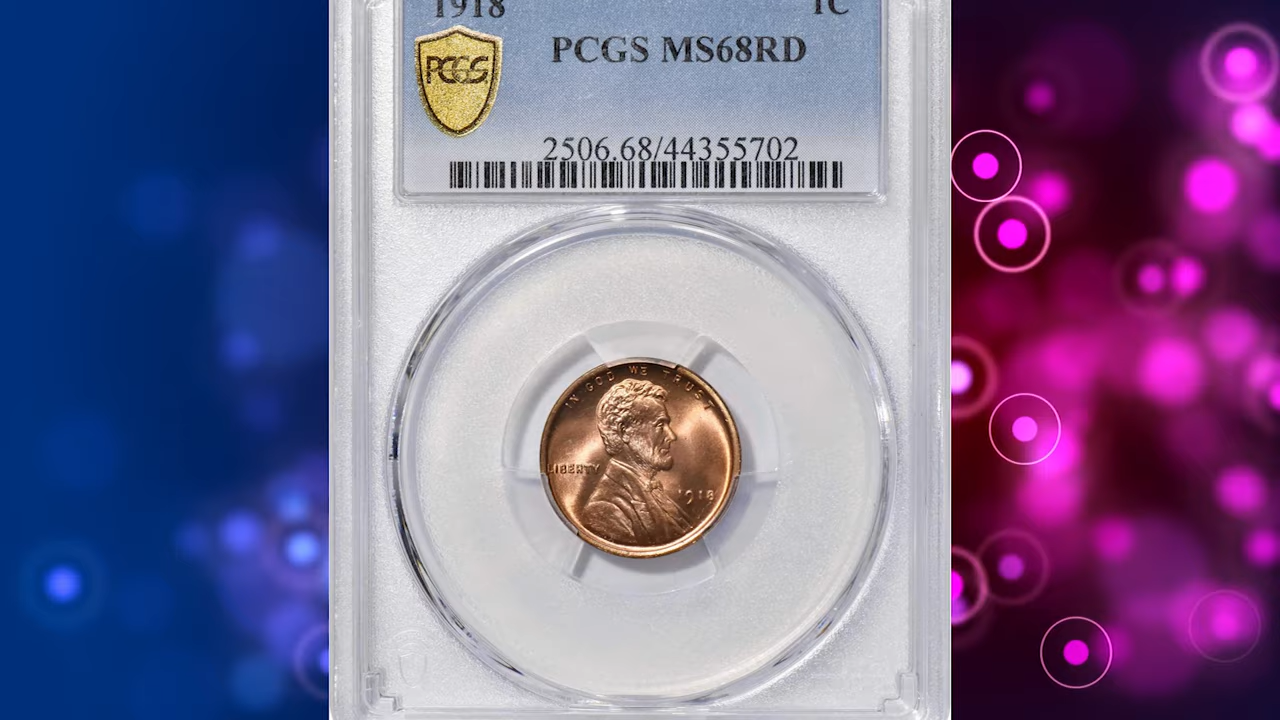 1918 1C
PCGS
PCGS MS68RD
2506.68/44355702
IN GOD WE TRUST
LIBERTY
1918